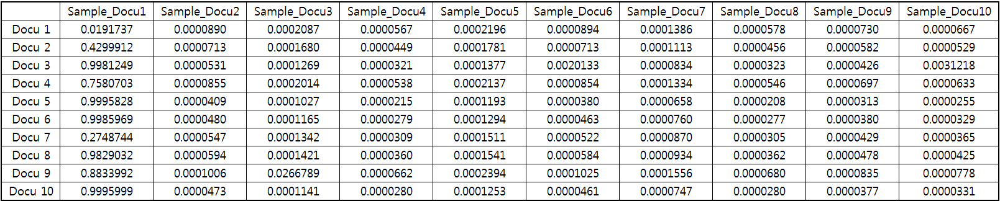 Sample_Docu1 Sample_Docu2 Sample_Docu3 Sample_Docu4 Sample_Docu5 Sample_Docu6 Sample_Docu7 Sample_Docu8 Sample_Docu9 Sample_Docu10
Docu 1 0.0191737 0.0000890 0.0002087 0.0000567 0.0002196 0.0000894 0.0001386 0.0000578 0.0000730 0.0000667
Docu 2 0.4299912 0.0000713 0.0001680 0.0000449 0.0001781 0.0000713 0.0001113 0.0000456 0.0000582 0.0000529
Docu 3 0.9981249 0.0000531 0.0001269 0.0000321 0.0001377 0.0020133 0.0000834 0.0000323 0.0000426 0.0031218
Docu 4 0.7580703 0.0000855 0.0002014 0.0000538 0.0002137 0.0000854 0.0001334 0.0000546 0.0000697 0.0000633
Docu 5 0.9995828 0.0000409 0.0001027 0.0000215 0.0001193 0.0000380 0.0000658 0.0000208 0.0000313 0.0000255
Docu 6 0.9985969 0.0000480 0.0001165 0.0000279 0.0001294 0.0000463 0.0000760 0.0000277 0.0000380 0.0000329
Docu 7 0.2748744 0.0000547 0.0001342 0.0000309 0.0001511 0.0000522 0.0000870 0.0000305 0.0000429 0.0000365
Docu 8 0.9829032 0.0000594 0.0001421 0.0000360 0.0001541 0.0000584 0.0000934 0.0000362 0.0000478 0.0000425
Docu 9 0.8833992 0.0001006 0.0266789 0.0000662 0.0002394 0.0001025 0.0001556 0.0000680 0.0000835 0.0000778
Docu 10 0.9995999 0.0000473 0.0001141 0.0000280 0.0001253 0.0000461 0.0000747 0.0000280 0.0000377 0.0000331